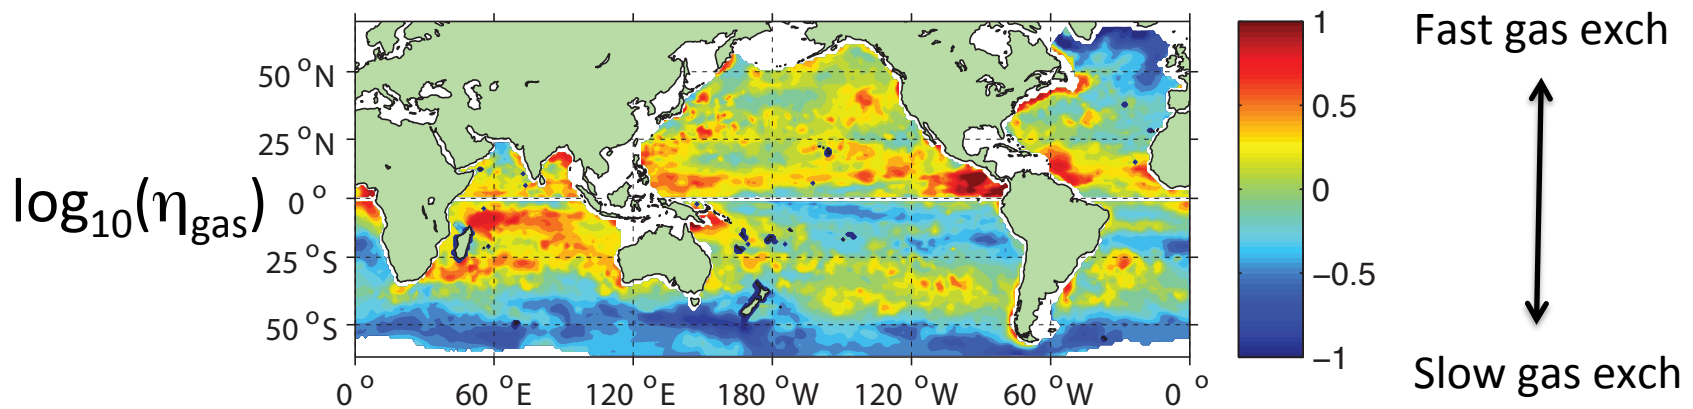 log₁₀(η_gas)
50 °N
25 °N
0 °
25 °S
50 °S
0 °
60 °E
120 °E
180 °W
120 °W
60 °W
0 °
1
0.5
0
−0.5
−1
Fast gas exch
Slow gas exch